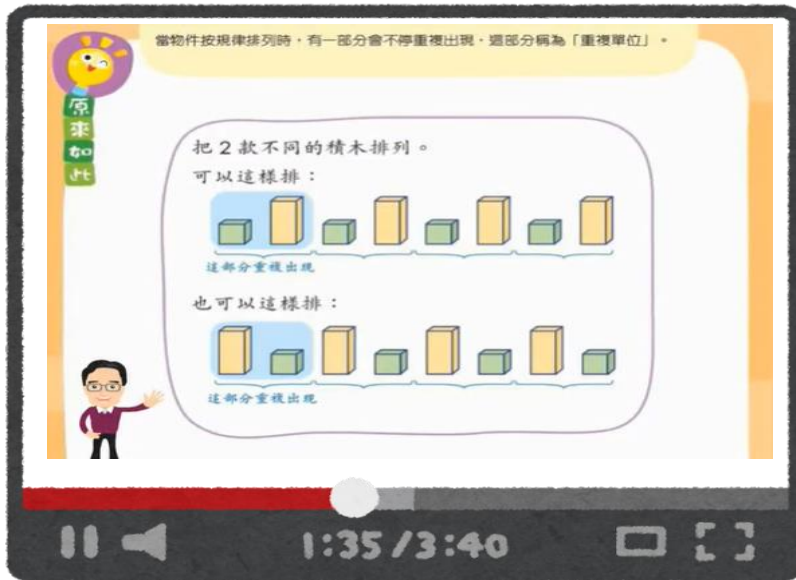 當物件按規律排列時，有一部分會不停重複出現，這部分稱為「重複單位」。
原來如此
把2款不同的積木排列。
可以這樣排：
這部分重複出現
也可以這樣排：
這部分重複出現
1:35/3:40